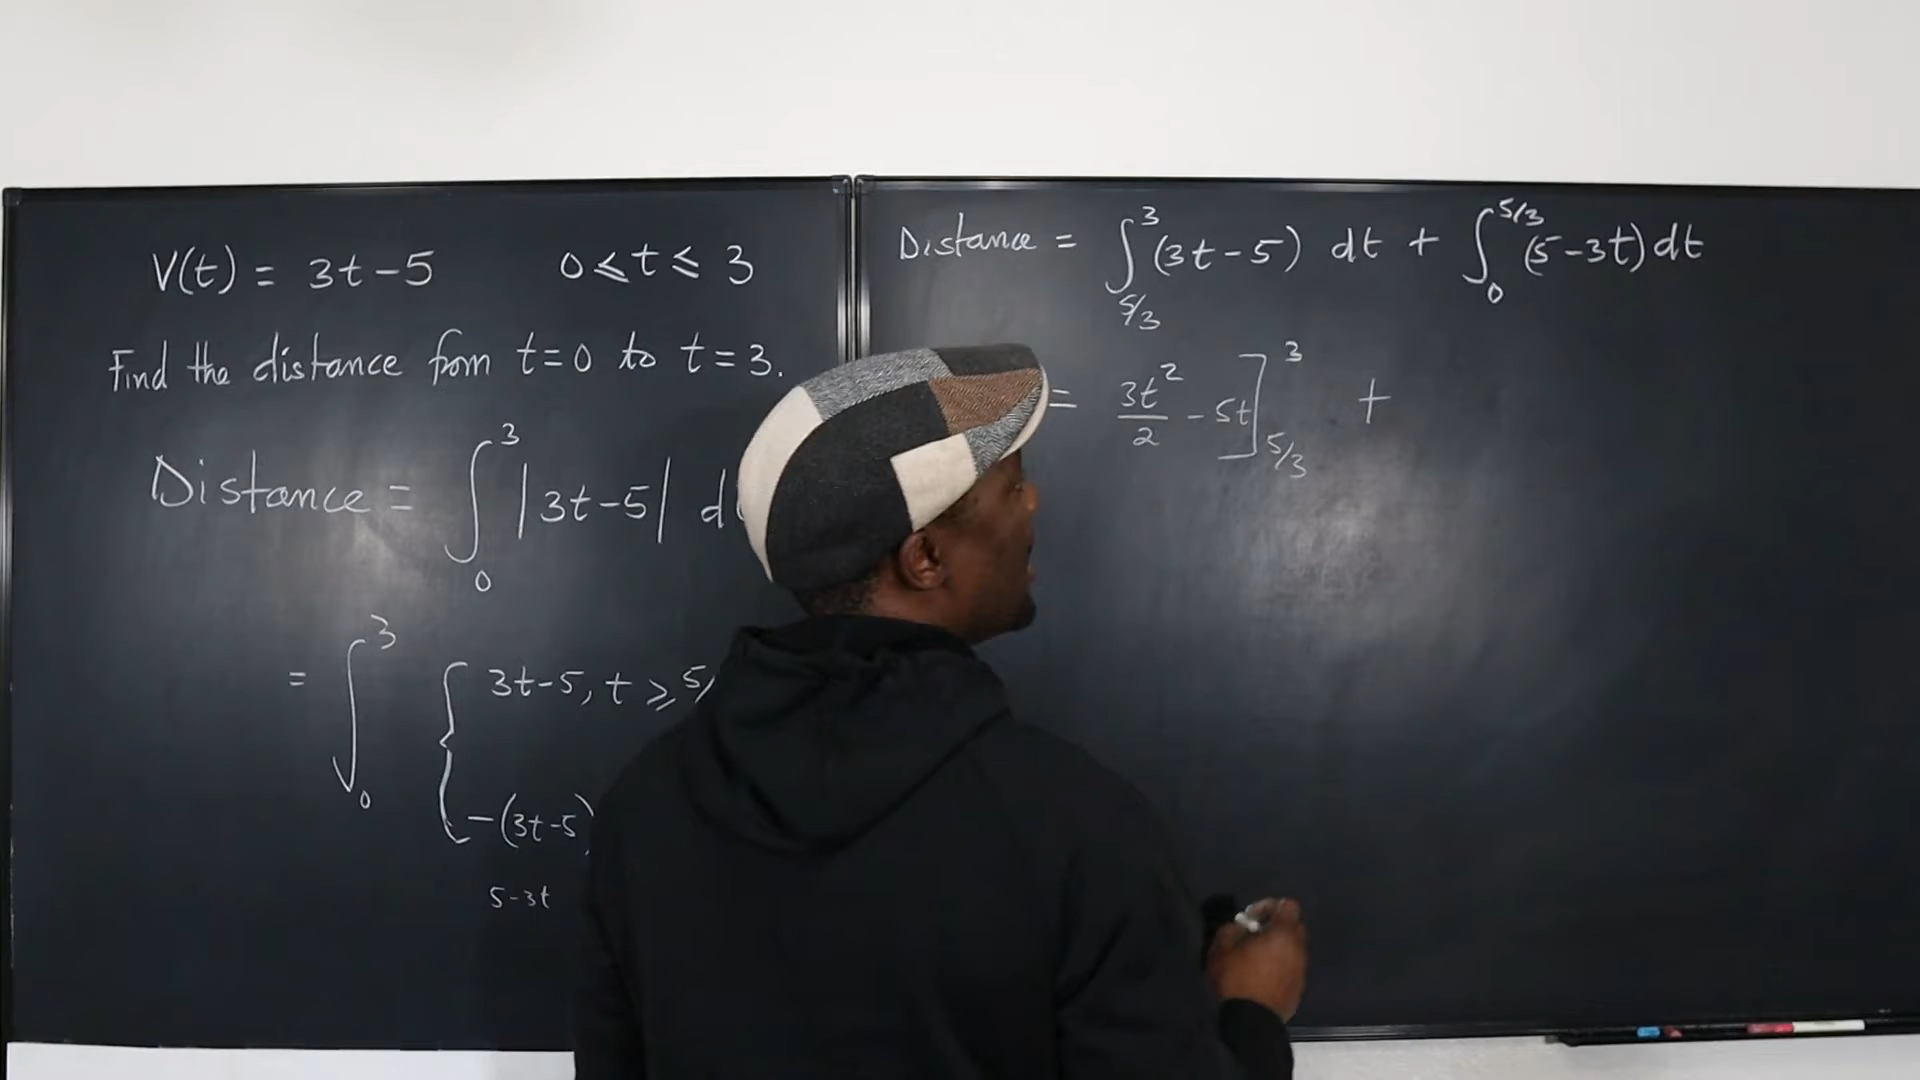 V(t) = 3t-5 0 ⩽ t ⩽ 3
Find the distance from t=0 to t=3.
Distance = ∫₀³ |3t-5| d
= ∫₀³ { 3t-5, t ⩾ 5/
-(3t-5)
5-3t
Distance = ∫_{5/3}^{3} (3t-5) dt + ∫_{0}^{5/3} (5-3t) dt
= 3t²/2 - 5t ]_{5/3}^{3} +